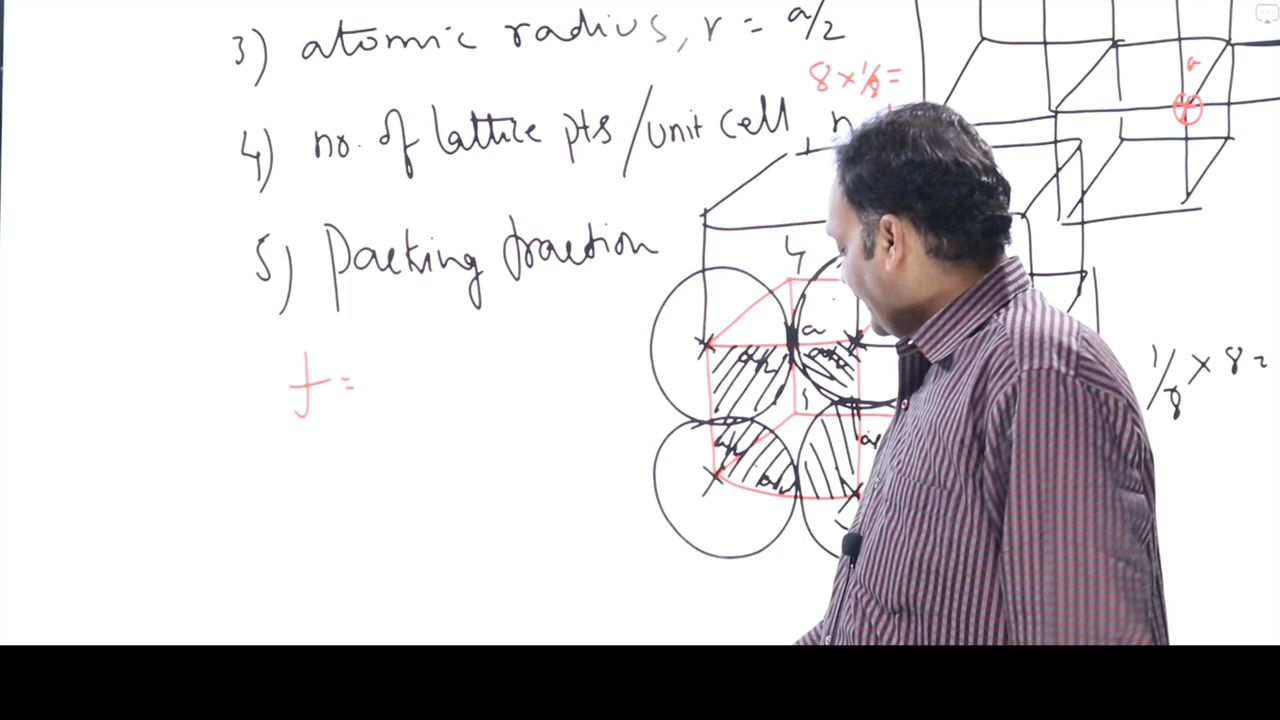 3) atomic radius, r = a/2
8 × 1/8 =
4) no. of lattice pts/unit cell, n
5) Packing fraction
f =
a
a
1/8 × 8 =